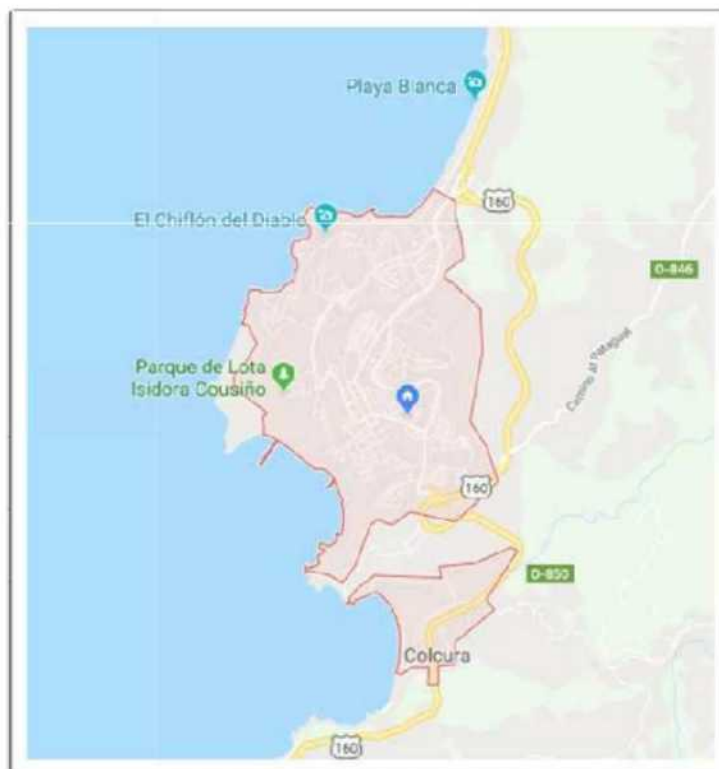 Playa Blanca
160
El Chiflón del Diablo
O-846
Camino al Patagual
Parque de Lota
Isidora Cousiño
160
O-850
Colcura
160